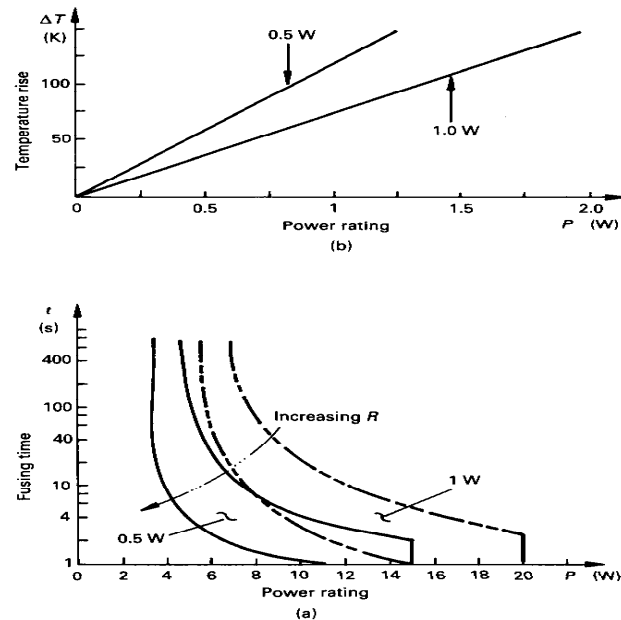 ΔT
(K)
0.5 W
100
50
1.0 W
Temperature rise
0 0.5 1 1.5 2.0
Power rating P (W)
(b)
t
(s)
400
100
40
10
4
1
Fusing time
Increasing R
1 W
0.5 W
0 2 4 6 8 10 12 14 16 18 20 P (W)
Power rating
(a)